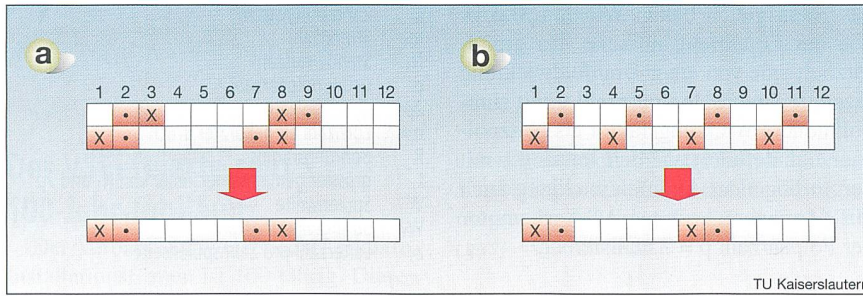 a
1 2 3 4 5 6 7 8 9 10 11 12
• X X •
X • • X
X • • X
b
1 2 3 4 5 6 7 8 9 10 11 12
• • • •
X X X X
X • X •
TU Kaiserslautern